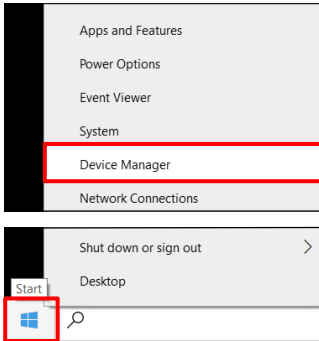 Apps and Features
Power Options
Event Viewer
System
Device Manager
Network Connections
Shut down or sign out
Desktop
Start